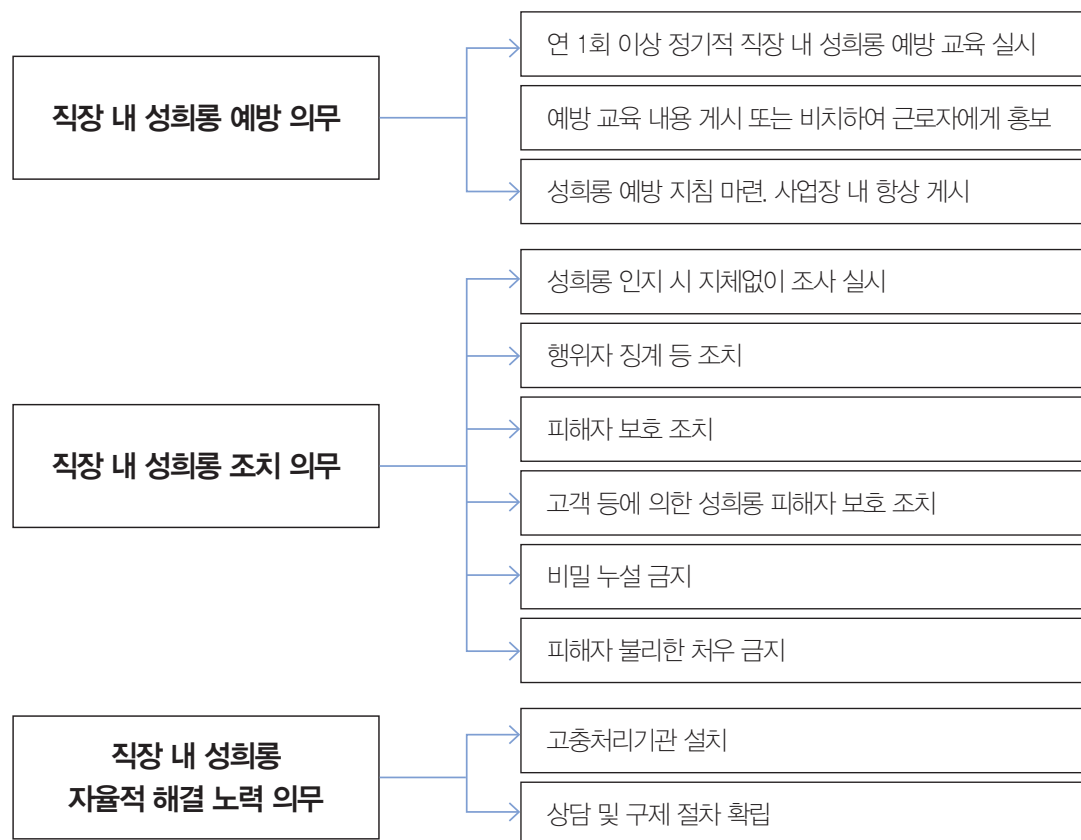 직장 내 성희롱 예방 의무
연 1회 이상 정기적 직장 내 성희롱 예방 교육 실시
예방 교육 내용 게시 또는 비치하여 근로자에게 홍보
성희롱 예방 지침 마련. 사업장 내 항상 게시
직장 내 성희롱 조치 의무
성희롱 인지 시 지체없이 조사 실시
행위자 징계 등 조치
피해자 보호 조치
고객 등에 의한 성희롱 피해자 보호 조치
비밀 누설 금지
피해자 불리한 처우 금지
직장 내 성희롱
자율적 해결 노력 의무
고충처리기관 설치
상담 및 구제 절차 확립